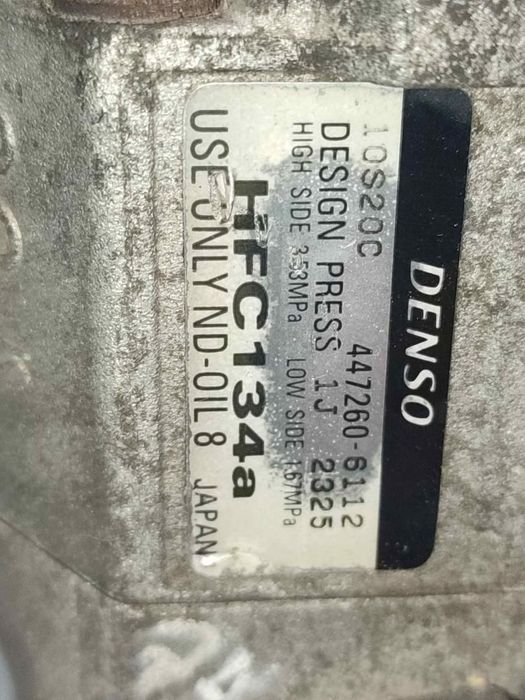 DENSO
10S20C 447260-6112
DESIGN PRESS 1J 2325
HIGH SIDE 3.53MPa LOW SIDE 1.67MPa
HFC134a
USE ONLY ND-OIL 8 JAPAN